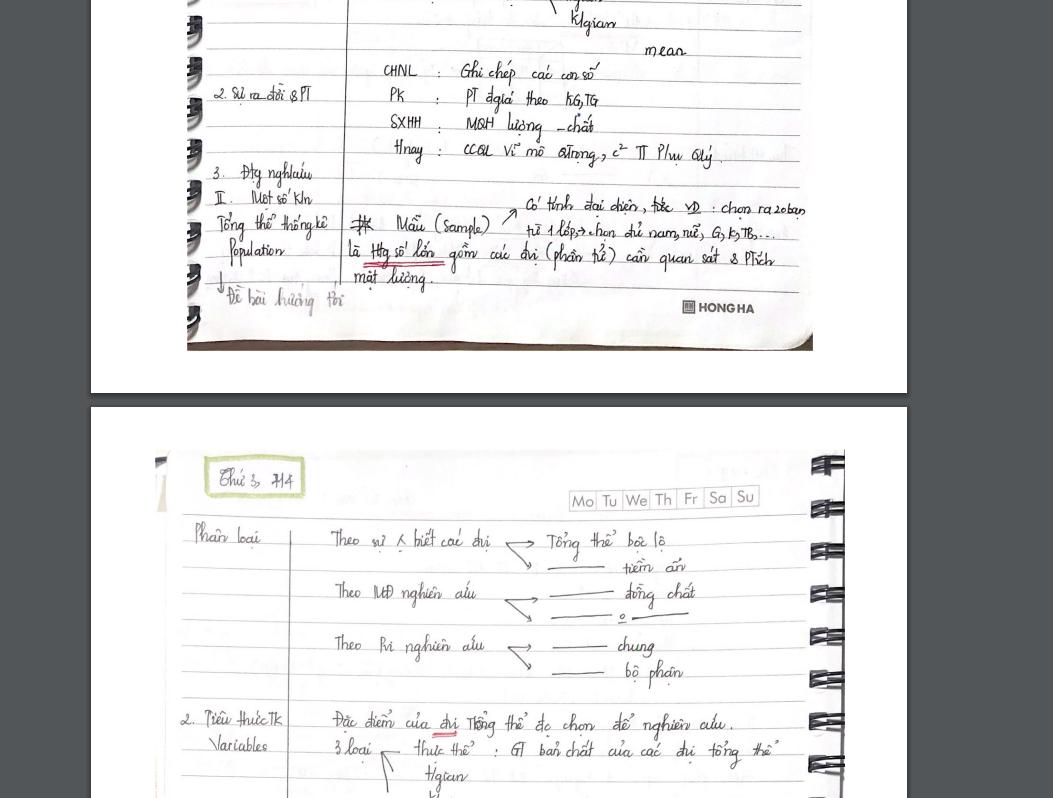 K/gian
mean
CHNL : Ghi chép các con số
2. Sự ra đời & PT PK : PT đgiá theo KG, TG
SXHH : MQH lượng - chất
Hnay : CCQL vĩ mô Qtrọng, c² TT Phụ Qlý.
3. Đtg nghiên cứu
II. Một số Kn
Có tính đại diện, VD : chọn ra 20 bạn
Tổng thể thống kê # Mẫu (Sample) từ 1 lớp, → chọn đủ nam, nữ, G, K, TB,...
Population là Htg số lớn gồm các đvị (phần tử) cần quan sát & Ptích
mặt lượng.
↓ Đề bài hướng tới
HONG HA
Thứ 3, 7/4
Mo Tu We Th Fr Sa Su
Phân loại Theo sự biết các đvị Tổng thể bộc lộ
—— tiềm ẩn
Theo MĐ nghiên cứu —— đồng chất
—— o ——
Theo nghiên cứu —— chung
—— bộ phận
2. Tiêu thức TK Đặc điểm của đvị Tổng thể đc chọn để nghiên cứu.
Variables 3 loại thực thể : GT bản chất của các đvị tổng thể
T/gian